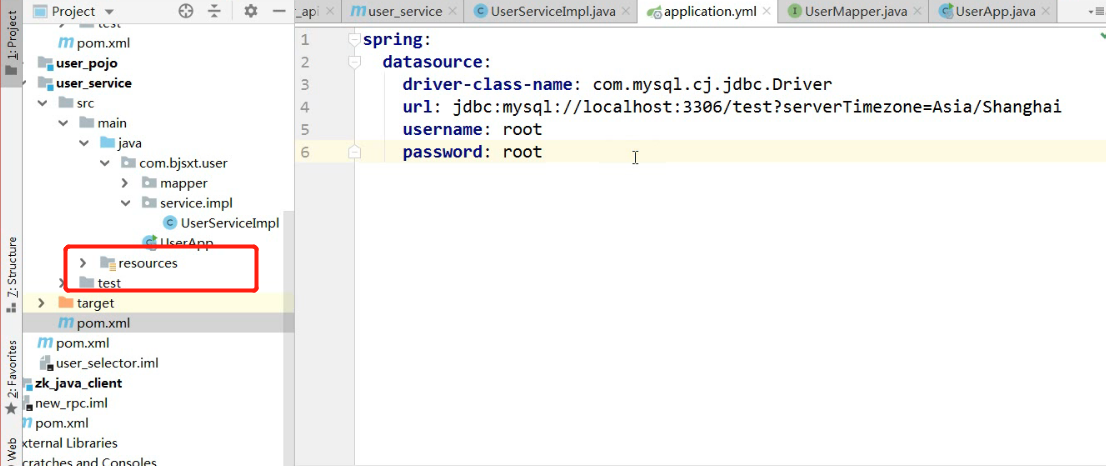 Project
_api
user_service
UserServiceImpl.java
application.yml
UserMapper.java
UserApp.java
1: Project
7: Structure
2: Favorites
Web
test
pom.xml
user_pojo
user_service
src
main
java
com.bjsxt.user
mapper
service.impl
UserServiceImpl
UserApp
resources
test
target
pom.xml
pom.xml
user_selector.iml
zk_java_client
new_rpc.iml
pom.xml
xternal Libraries
cratches and Consoles
1 spring:
2 datasource:
3 driver-class-name: com.mysql.cj.jdbc.Driver
4 url: jdbc:mysql://localhost:3306/test?serverTimezone=Asia/Shanghai
5 username: root
6 password: root